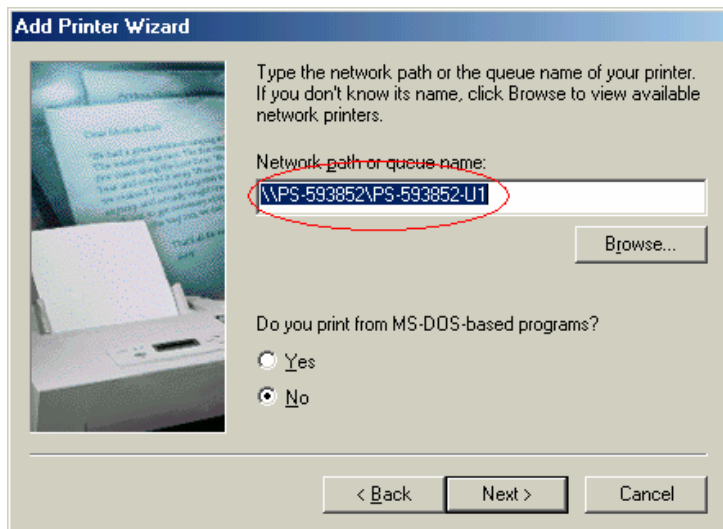 Add Printer Wizard
Type the network path or the queue name of your printer.
If you don't know its name, click Browse to view available
network printers.
Network path or queue name:
\\PS-593852\PS-593852-U1
Browse...
Do you print from MS-DOS-based programs?
Yes
No
< Back
Next >
Cancel